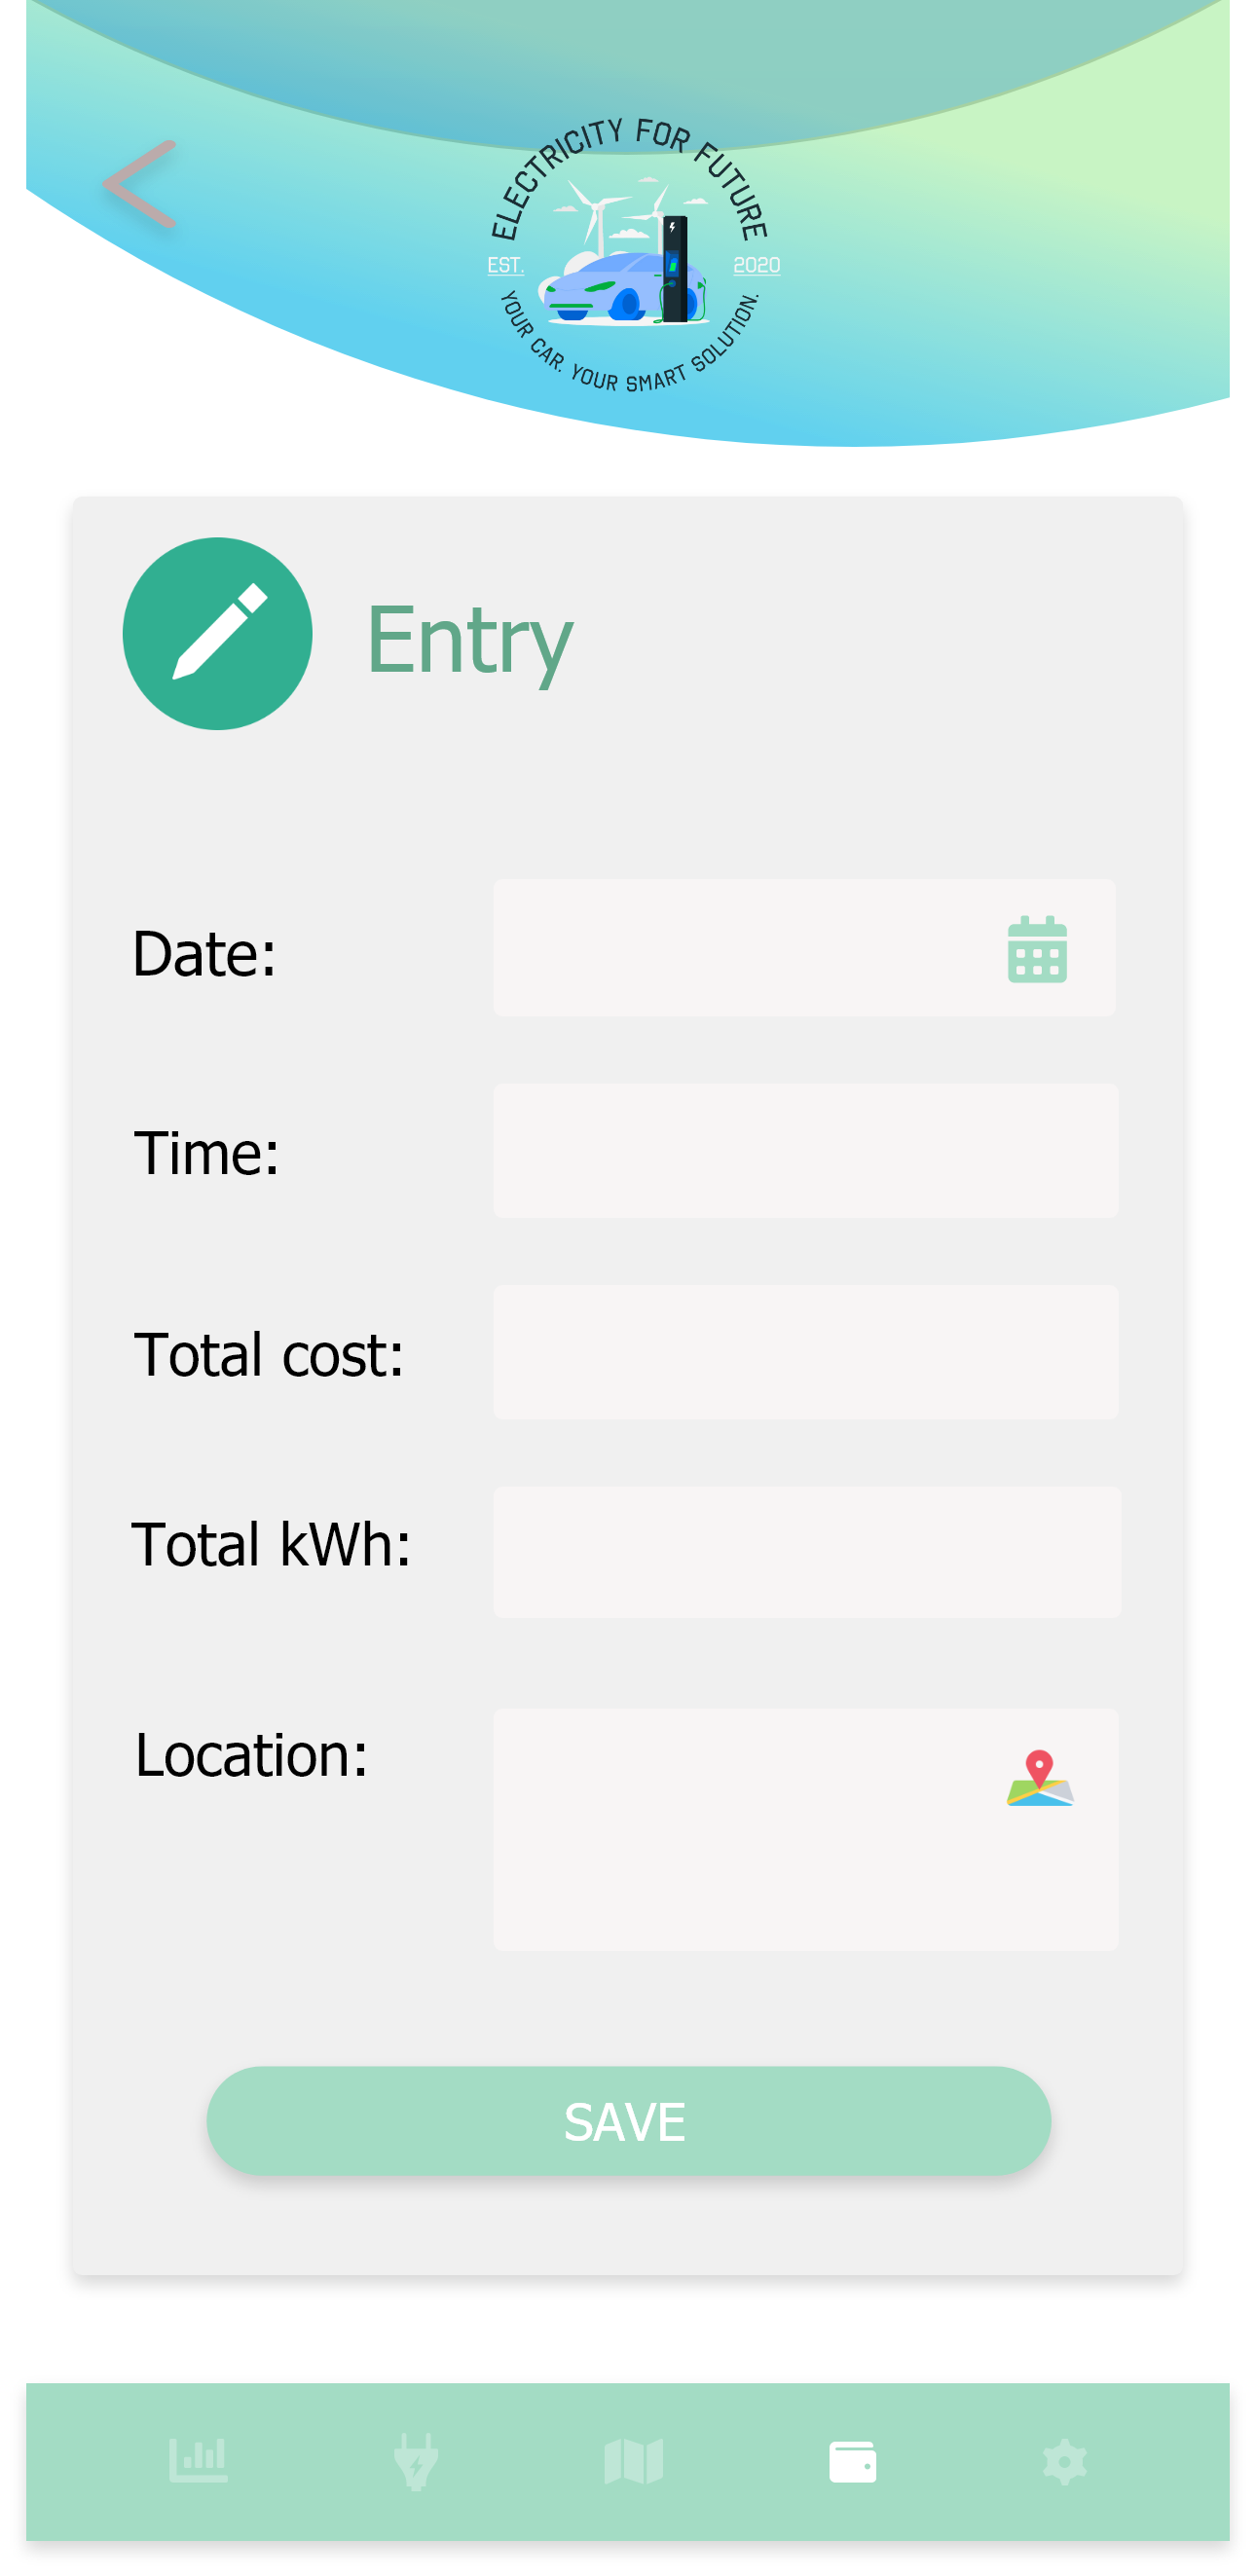 ELECTRICITY FOR FUTURE
EST. 2020
YOUR CAR. YOUR SMART SOLUTION.
Entry
Date:
Time:
Total cost:
Total kWh:
Location:
SAVE